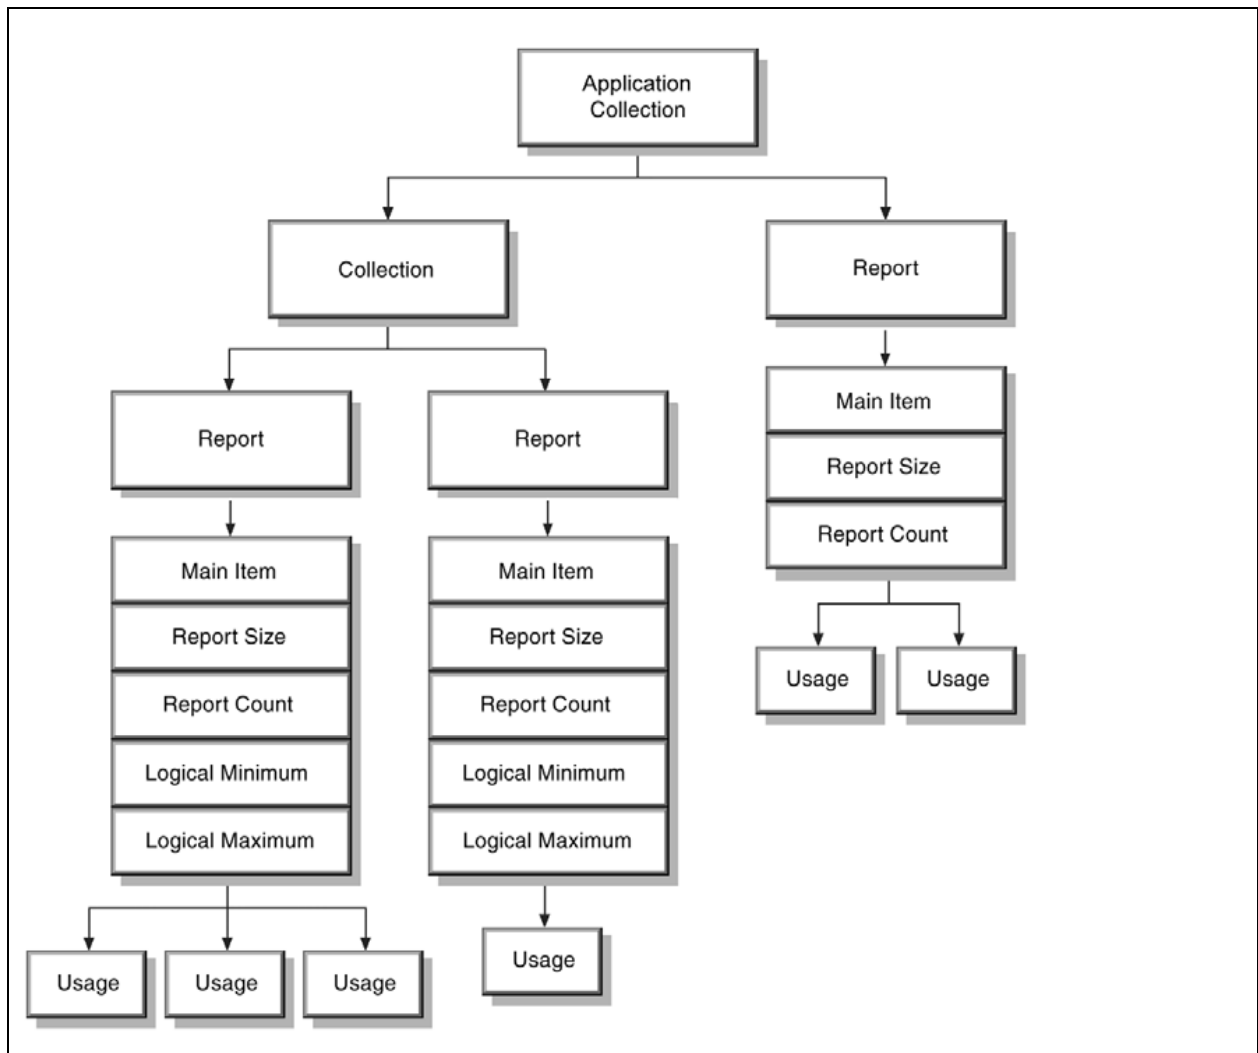 Application
Collection
Collection
Report
Report
Report
Main Item
Report Size
Report Count
Logical Minimum
Logical Maximum
Usage
Usage
Usage
Main Item
Report Size
Report Count
Logical Minimum
Logical Maximum
Usage
Main Item
Report Size
Report Count
Usage
Usage